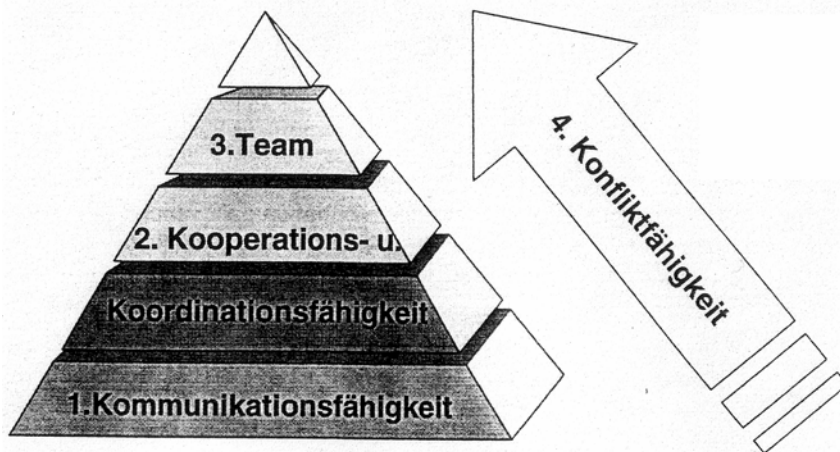 3.Team
2. Kooperations- u.
Koordinationsfähigkeit
1.Kommunikationsfähigkeit
4. Konfliktfähigkeit